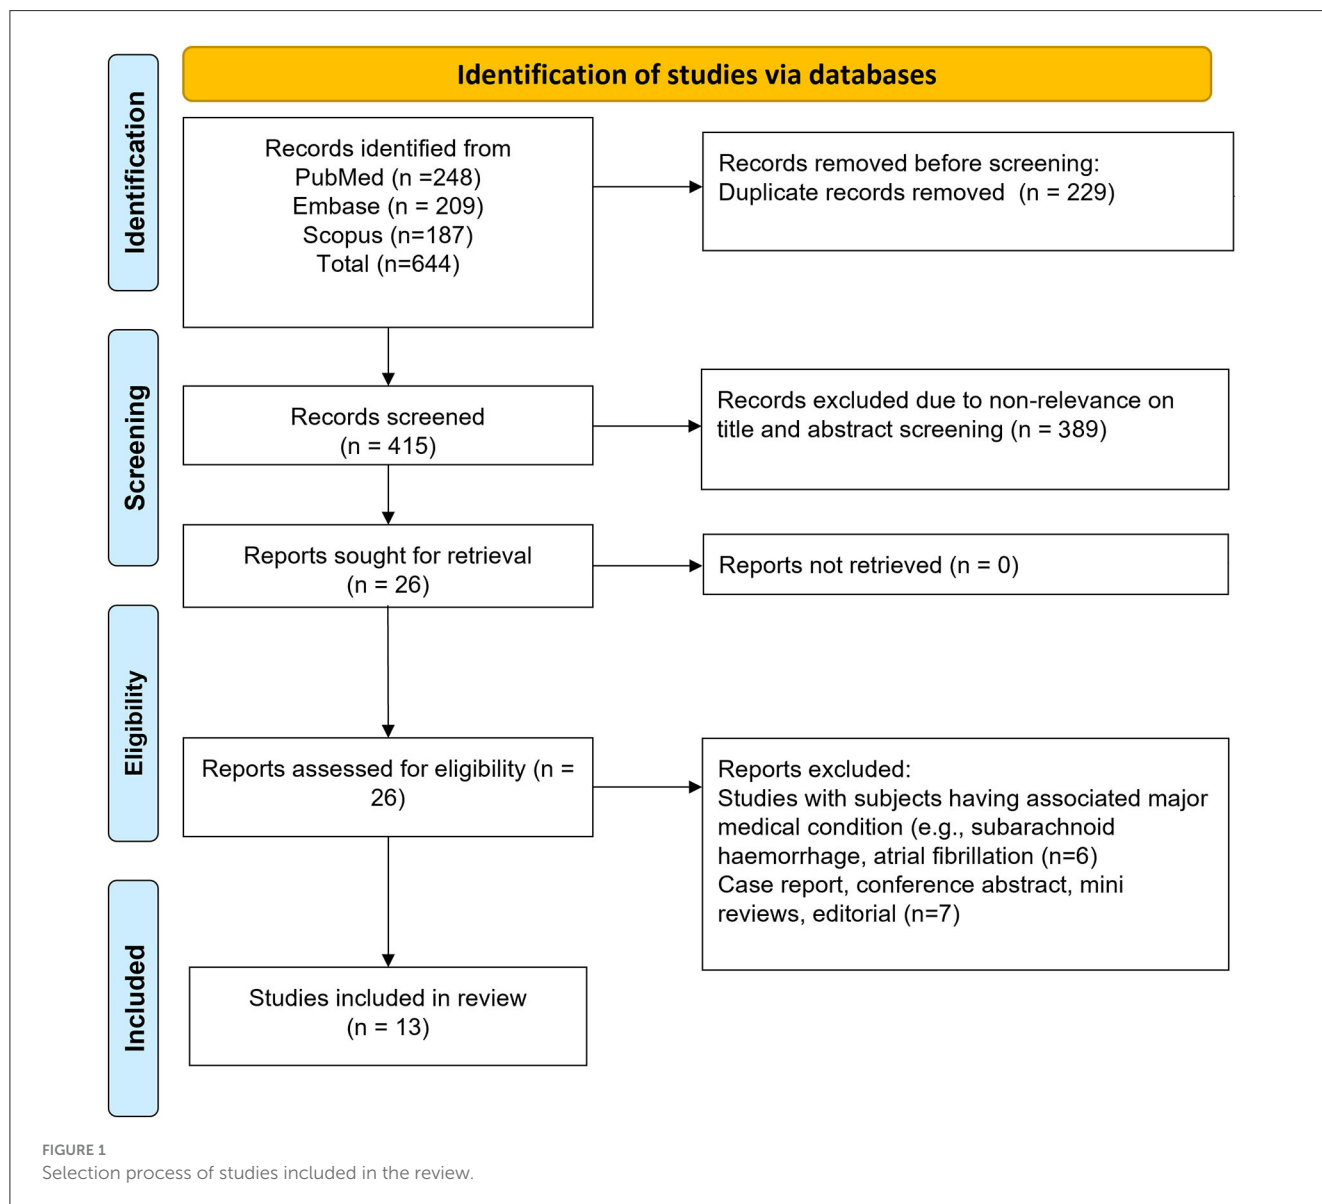 Identification of studies via databases
Identification
Records identified from
PubMed (n =248)
Embase (n = 209)
Scopus (n=187)
Total (n=644)
Records removed before screening:
Duplicate records removed  (n = 229)
Screening
Records screened
(n = 415)
Records excluded due to non-relevance on
title and abstract screening (n = 389)
Reports sought for retrieval
(n = 26)
Reports not retrieved (n = 0)
Eligibility
Reports assessed for eligibility (n =
26)
Reports excluded:
Studies with subjects having associated major
medical condition (e.g., subarachnoid
haemorrhage, atrial fibrillation (n=6)
Case report, conference abstract, mini
reviews, editorial (n=7)
Included
Studies included in review
(n = 13)
FIGURE 1
Selection process of studies included in the review.